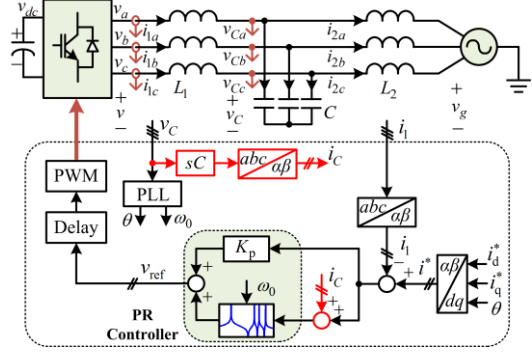 v_dc
v_a
v_b
v_c
i_1a
i_1b
i_1c
L_1
v_Ca
v_Cb
v_Cc
i_2a
i_2b
i_2c
L_2
+
v
−
+
v_C
−
C
+
v_g
−
v_C
sC
abc
αβ
i_C
i_1
PWM
PLL
θ
ω_0
abc
αβ
Delay
K_p
i_1
−
+
i*
αβ
dq
i_d*
i_q*
θ
v_ref
+
+
ω_0
i_C
+
+
PR
Controller